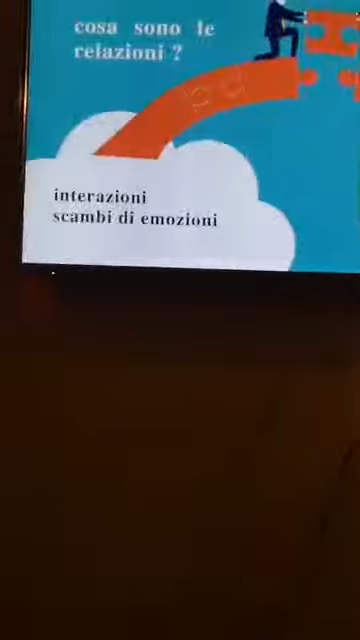 cosa sono le
relazioni ?
interazioni
scambi di emozioni